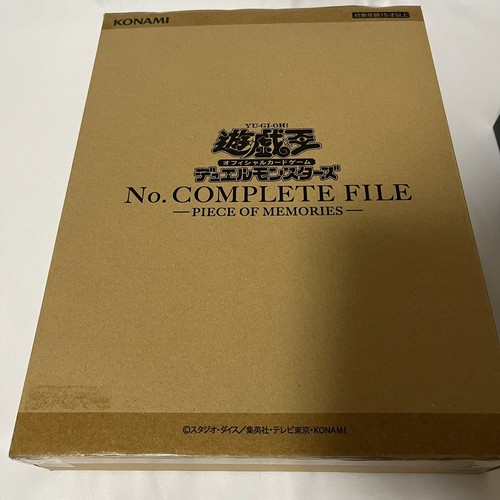 KONAMI
対象年齢15才以上
YU-GI-OH!
遊戯王
オフィシャルカードゲーム
デュエルモンスターズ
No. COMPLETE FILE
—PIECE OF MEMORIES—
©スタジオ・ダイス/集英社・テレビ東京・KONAMI